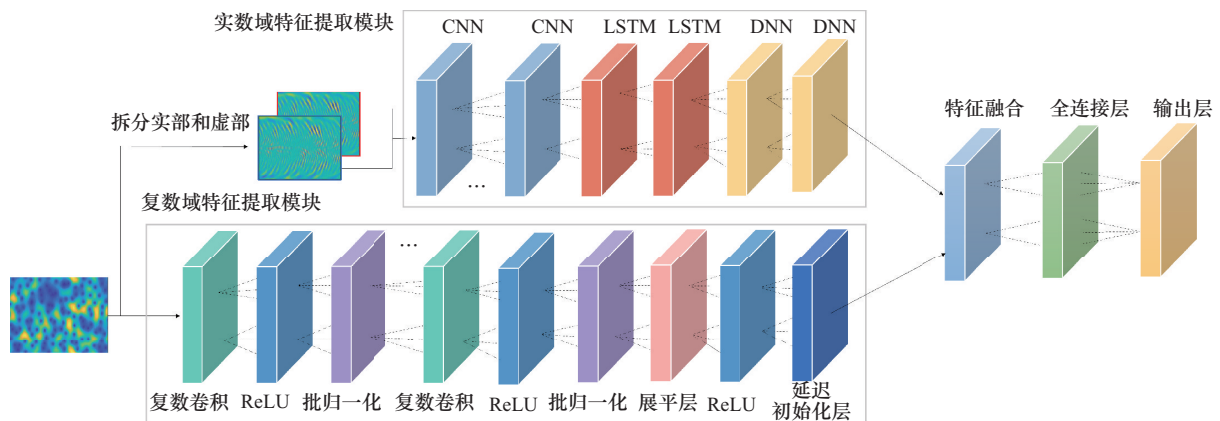 实数域特征提取模块
CNN
CNN
LSTM
LSTM
DNN
DNN
...
拆分实部和虚部
复数域特征提取模块
...
复数卷积
ReLU
批归一化
复数卷积
ReLU
批归一化
展平层
ReLU
延迟
初始化层
特征融合
全连接层
输出层